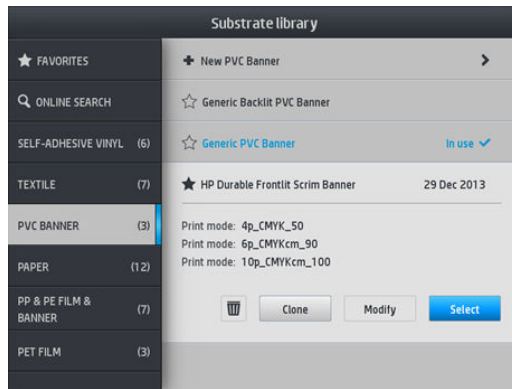 Substrate library
FAVORITES
ONLINE SEARCH
SELF-ADHESIVE VINYL (6)
TEXTILE (7)
PVC BANNER (3)
PAPER (12)
PP & PE FILM &
BANNER (7)
PET FILM (3)
New PVC Banner
Generic Backlit PVC Banner
Generic PVC Banner In use
HP Durable Frontlit Scrim Banner 29 Dec 2013
Print mode: 4p_CMYK_50
Print mode: 6p_CMYKcm_90
Print mode: 10p_CMYKcm_100
Clone Modify Select